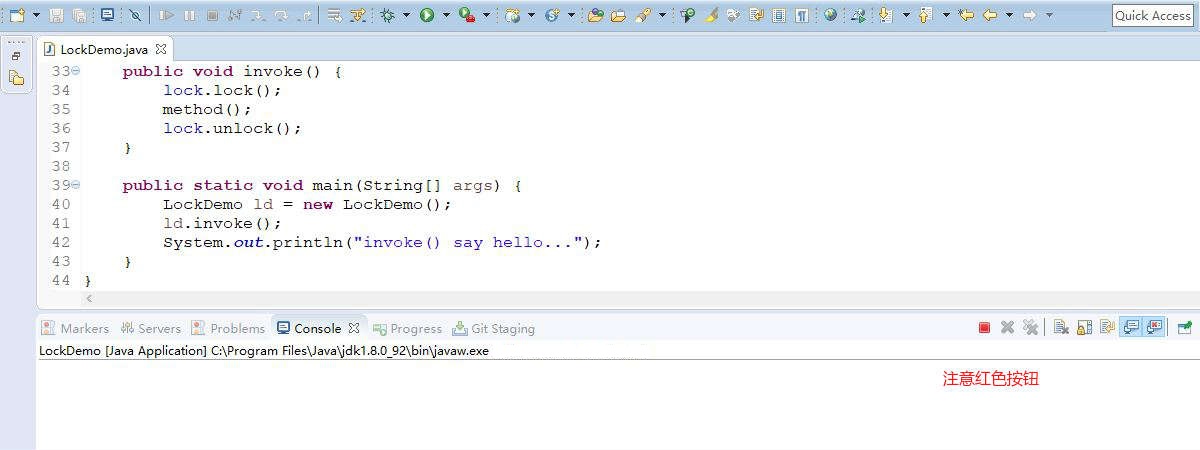 Quick Access
LockDemo.java
33 public void invoke() {
34 lock.lock();
35 method();
36 lock.unlock();
37 }
38
39 public static void main(String[] args) {
40 LockDemo ld = new LockDemo();
41 ld.invoke();
42 System.out.println("invoke() say hello...");
43 }
44 }
Markers Servers Problems Console Progress Git Staging
LockDemo [Java Application] C:\Program Files\Java\jdk1.8.0_92\bin\javaw.exe
注意红色按钮